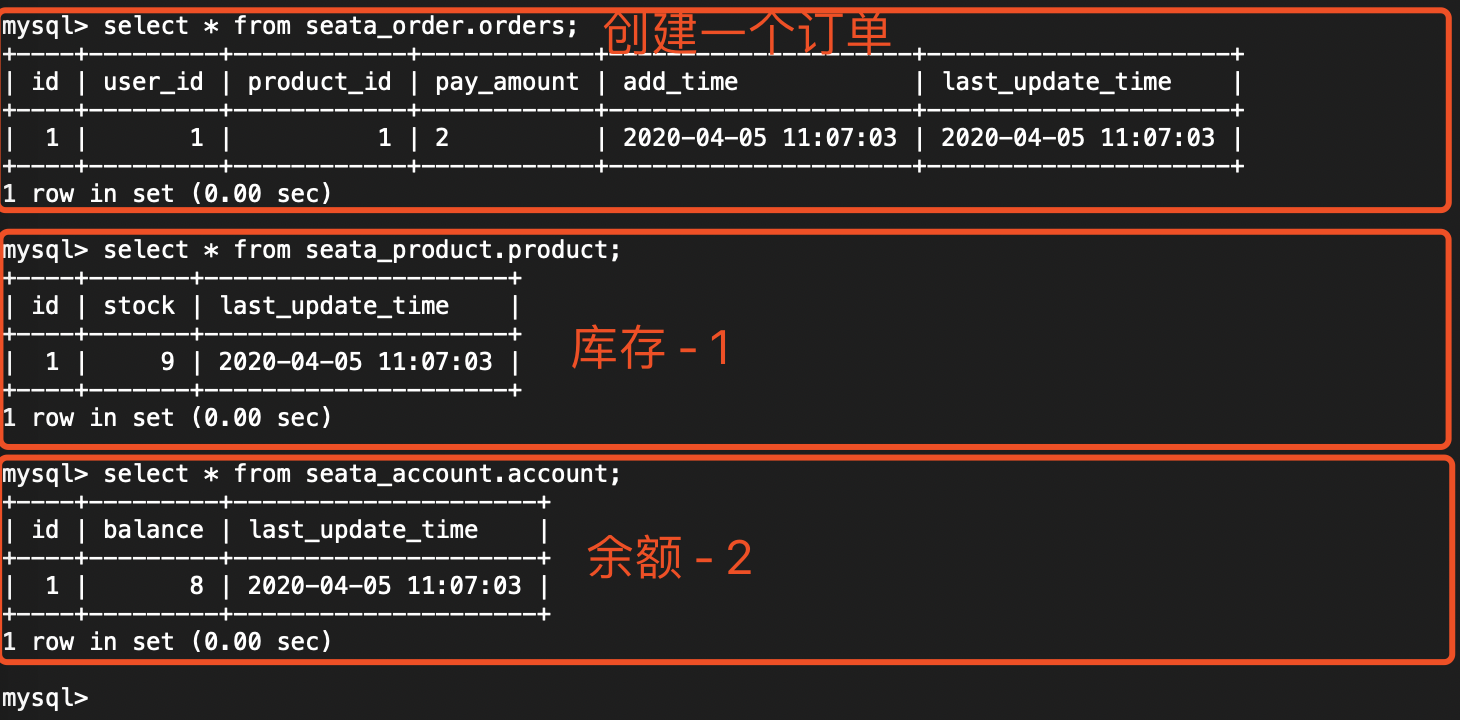 mysql> select * from seata_order.orders; 创建一个订单
+----+---------+------------+------------+---------------------+---------------------+
| id | user_id | product_id | pay_amount | add_time            | last_update_time    |
+----+---------+------------+------------+---------------------+---------------------+
|  1 |       1 |          1 | 2          | 2020-04-05 11:07:03 | 2020-04-05 11:07:03 |
+----+---------+------------+------------+---------------------+---------------------+
1 row in set (0.00 sec)
mysql> select * from seata_product.product;
+----+-------+---------------------+
| id | stock | last_update_time    |
+----+-------+---------------------+
|  1 |     9 | 2020-04-05 11:07:03 |
库存 - 1
+----+-------+---------------------+
1 row in set (0.00 sec)
mysql> select * from seata_account.account;
+----+---------+---------------------+
| id | balance | last_update_time    |
余额 - 2
+----+---------+---------------------+
|  1 |       8 | 2020-04-05 11:07:03 |
+----+---------+---------------------+
1 row in set (0.00 sec)
mysql>